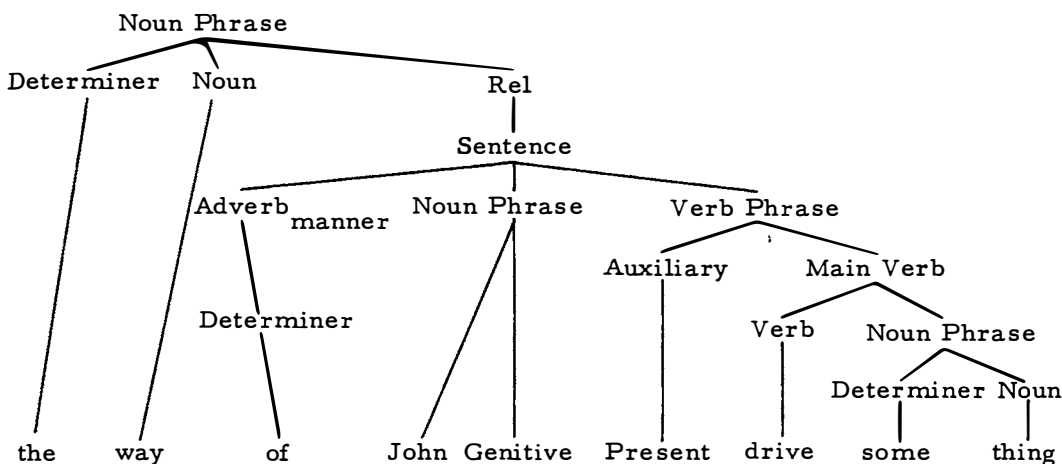 Noun Phrase
Determiner Noun Rel
Sentence
Adverb manner Noun Phrase Verb Phrase
Auxiliary Main Verb
Determiner Verb Noun Phrase
Determiner Noun
the way of John Genitive Present drive some thing